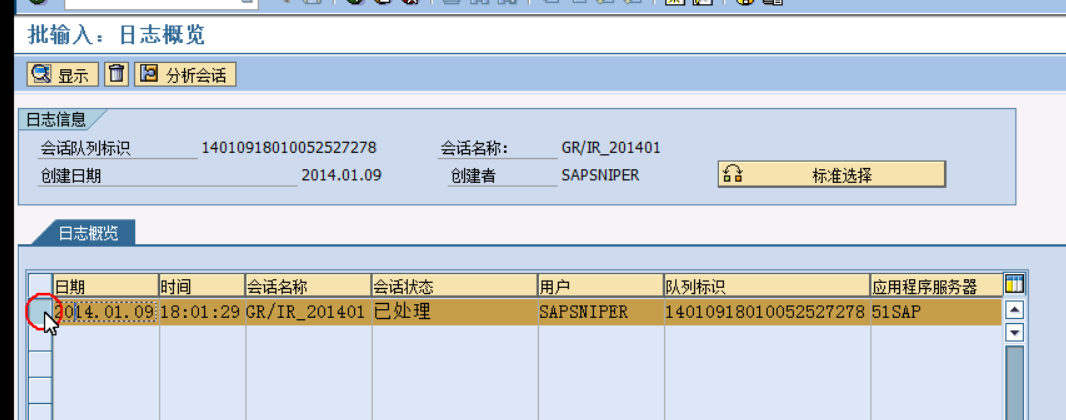 批输入：日志概览
显示 分析会话
日志信息
会话队列标识 14010918010052527278 会话名称: GR/IR_201401
创建日期 2014.01.09 创建者 SAPSNIPER 标准选择
日志概览
日期 时间 会话名称 会话状态 用户 队列标识 应用程序服务器
2014.01.09 18:01:29 GR/IR_201401 已处理 SAPSNIPER 14010918010052527278 51SAP